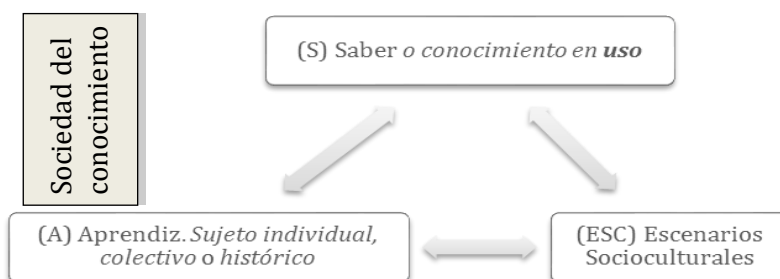 Sociedad del
conocimiento
(S) Saber o conocimiento en uso
(A) Aprendiz. Sujeto individual,
colectivo o histórico
(ESC) Escenarios
Socioculturales